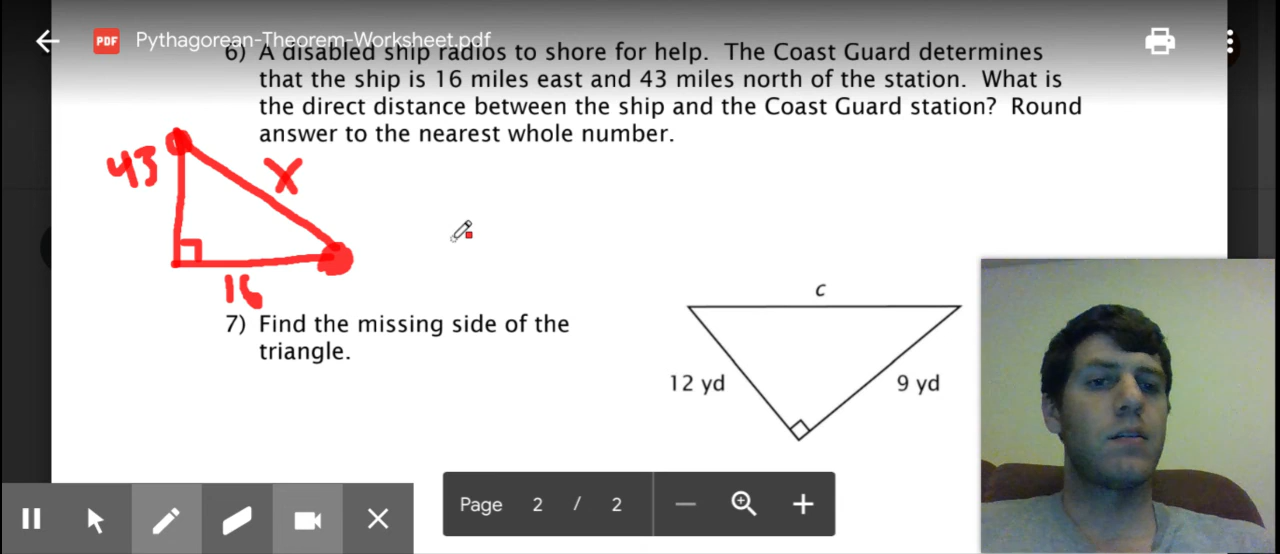 PDF Pythagorean-Theorem-Worksheet.pdf
6) A disabled ship radios to shore for help. The Coast Guard determines
that the ship is 16 miles east and 43 miles north of the station. What is
the direct distance between the ship and the Coast Guard station? Round
answer to the nearest whole number.
43
X
16
7) Find the missing side of the
triangle.
c
12 yd
9 yd
Page 2 / 2